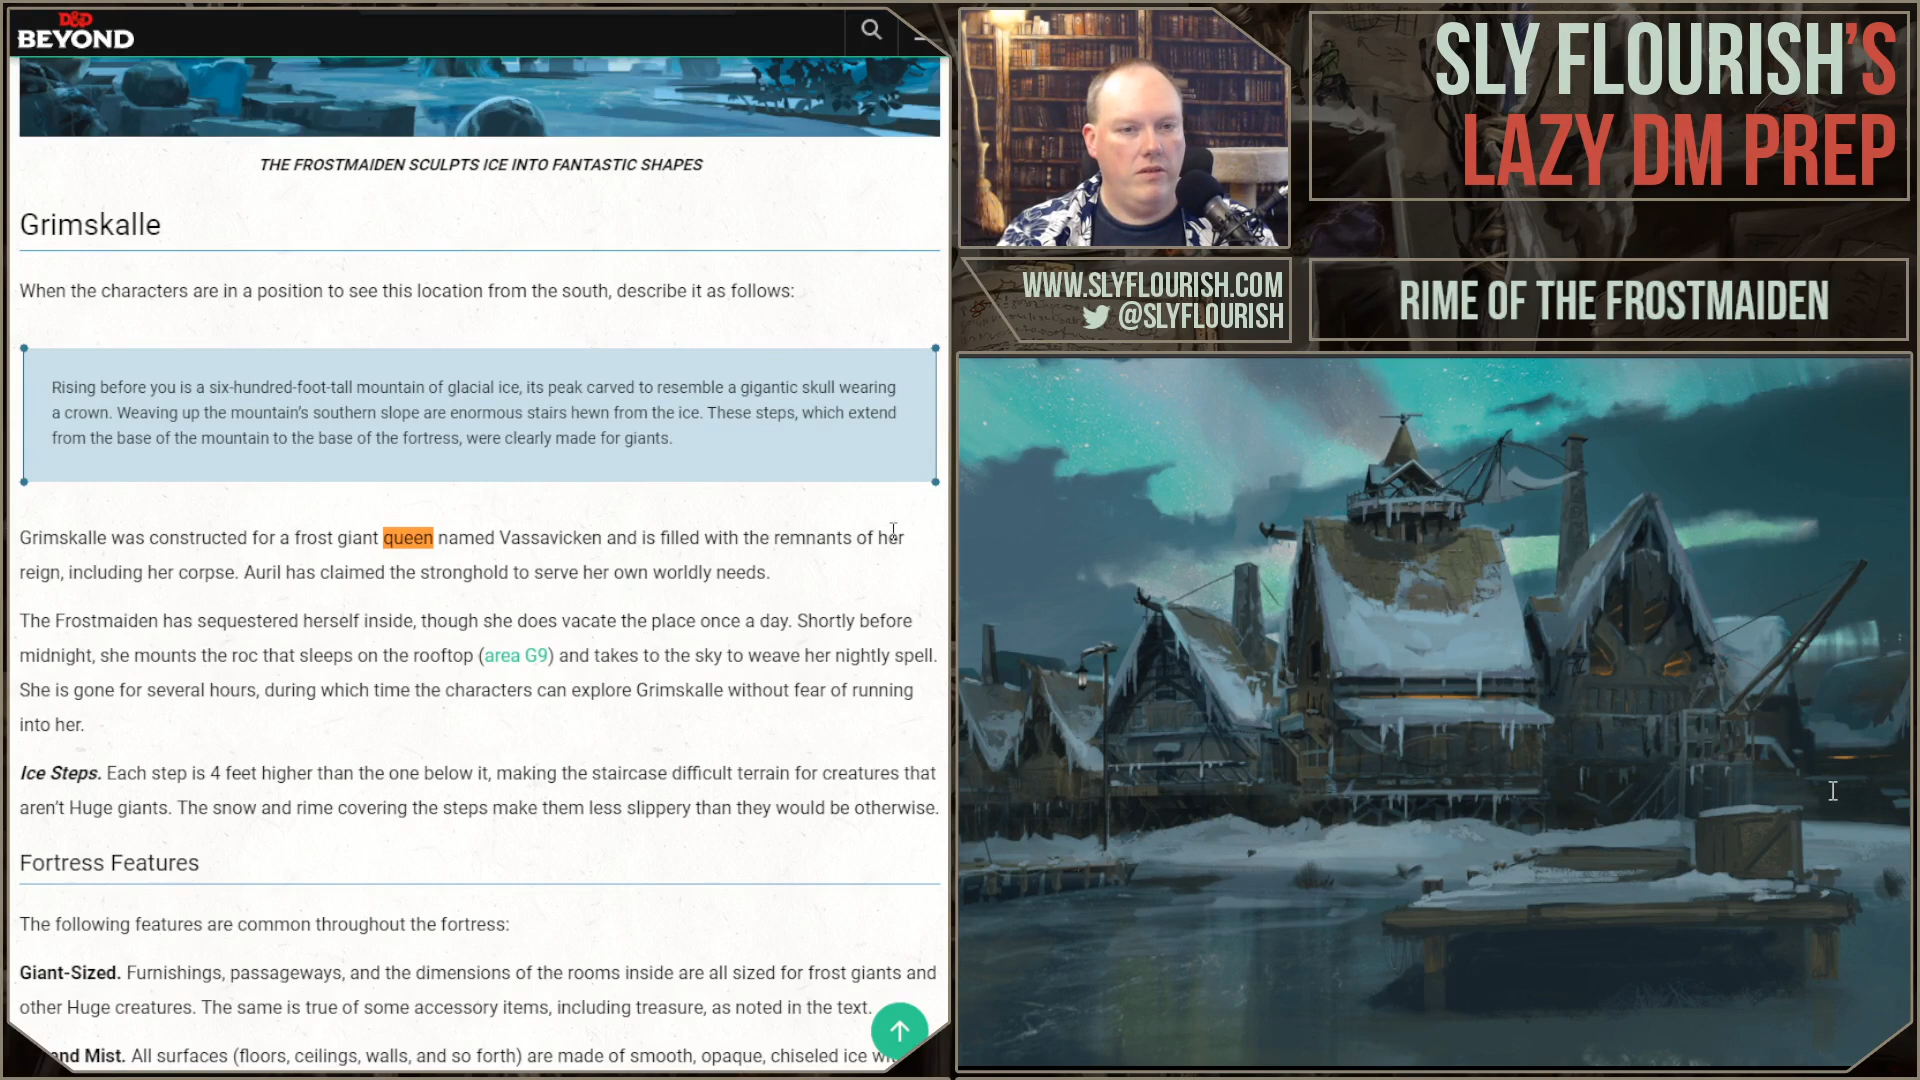 D&D
BEYOND
THE FROSTMAIDEN SCULPTS ICE INTO FANTASTIC SHAPES
Grimskalle
When the characters are in a position to see this location from the south, describe it as follows:
Rising before you is a six-hundred-foot-tall mountain of glacial ice, its peak carved to resemble a gigantic skull wearing
a crown. Weaving up the mountain's southern slope are enormous stairs hewn from the ice. These steps, which extend
from the base of the mountain to the base of the fortress, were clearly made for giants.
Grimskalle was constructed for a frost giant queen named Vassavicken and is filled with the remnants of her
reign, including her corpse. Auril has claimed the stronghold to serve her own worldly needs.
The Frostmaiden has sequestered herself inside, though she does vacate the place once a day. Shortly before
midnight, she mounts the roc that sleeps on the rooftop (area G9) and takes to the sky to weave her nightly spell.
She is gone for several hours, during which time the characters can explore Grimskalle without fear of running
into her.
Ice Steps. Each step is 4 feet higher than the one below it, making the staircase difficult terrain for creatures that
aren't Huge giants. The snow and rime covering the steps make them less slippery than they would be otherwise.
Fortress Features
The following features are common throughout the fortress:
Giant-Sized. Furnishings, passageways, and the dimensions of the rooms inside are all sized for frost giants and
other Huge creatures. The same is true of some accessory items, including treasure, as noted in the text.
and Mist. All surfaces (floors, ceilings, walls, and so forth) are made of smooth, opaque, chiseled ice
SLY FLOURISH'S
LAZY DM PREP
WWW.SLYFLOURISH.COM
@SLYFLOURISH
RIME OF THE FROSTMAIDEN